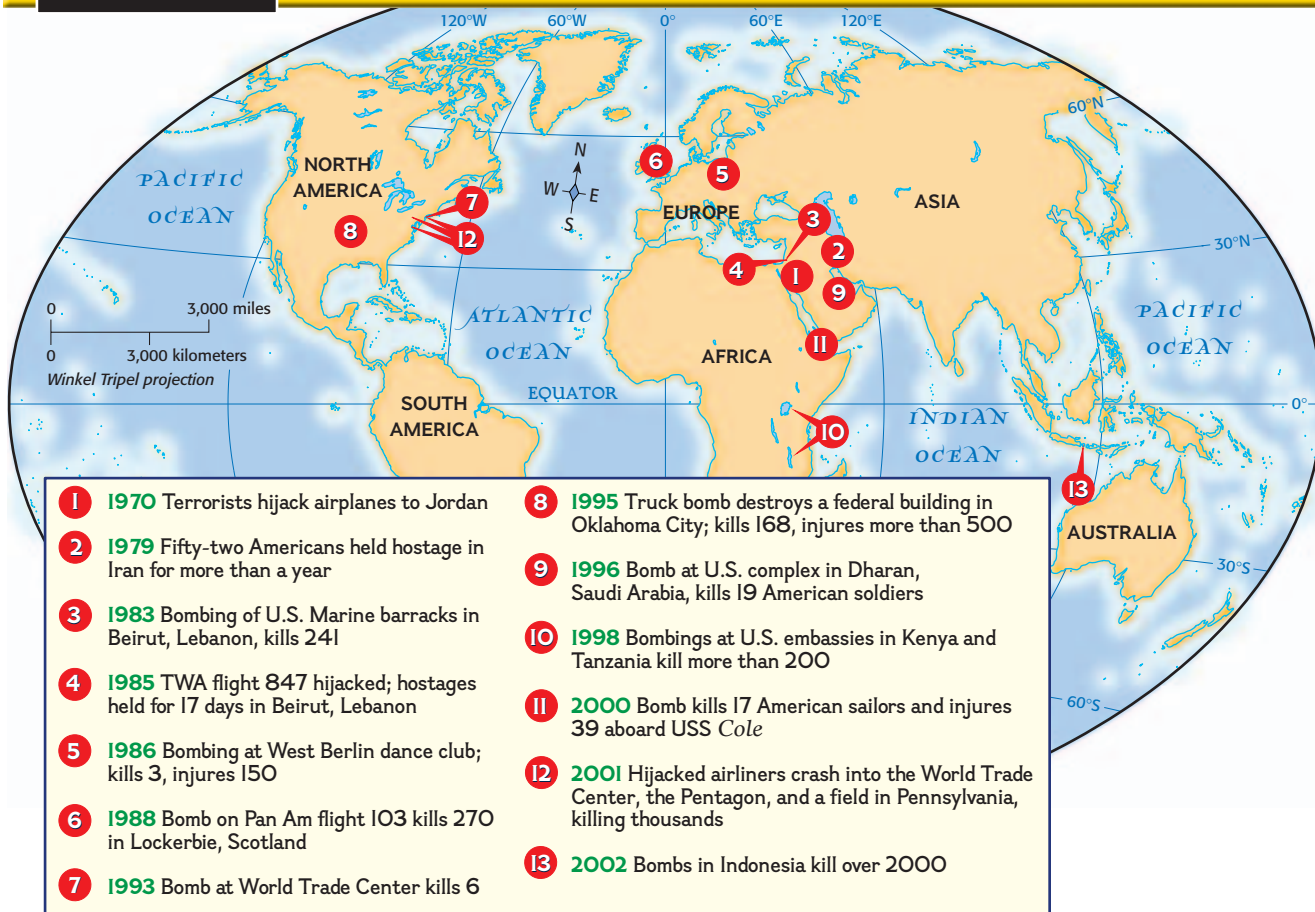 120°W 60°W 0° 60°E 120°E
60°N
NORTH
AMERICA
PACIFIC
OCEAN
N
W E
S
6
5
7
8
12
EUROPE
ASIA
3
2
4
1
9
30°N
0 3,000 miles
0 3,000 kilometers
Winkel Tripel projection
ATLANTIC
OCEAN
AFRICA
11
PACIFIC
OCEAN
EQUATOR
0°
SOUTH
AMERICA
10
INDIAN
OCEAN
13
AUSTRALIA
30°S
60°S
1 1970 Terrorists hijack airplanes to Jordan
2 1979 Fifty-two Americans held hostage in
Iran for more than a year
3 1983 Bombing of U.S. Marine barracks in
Beirut, Lebanon, kills 241
4 1985 TWA flight 847 hijacked; hostages
held for 17 days in Beirut, Lebanon
5 1986 Bombing at West Berlin dance club;
kills 3, injures 150
6 1988 Bomb on Pan Am flight 103 kills 270
in Lockerbie, Scotland
7 1993 Bomb at World Trade Center kills 6
8 1995 Truck bomb destroys a federal building in
Oklahoma City; kills 168, injures more than 500
9 1996 Bomb at U.S. complex in Dharan,
Saudi Arabia, kills 19 American soldiers
10 1998 Bombings at U.S. embassies in Kenya and
Tanzania kill more than 200
11 2000 Bomb kills 17 American sailors and injures
39 aboard USS Cole
12 2001 Hijacked airliners crash into the World Trade
Center, the Pentagon, and a field in Pennsylvania,
killing thousands
13 2002 Bombs in Indonesia kill over 2000